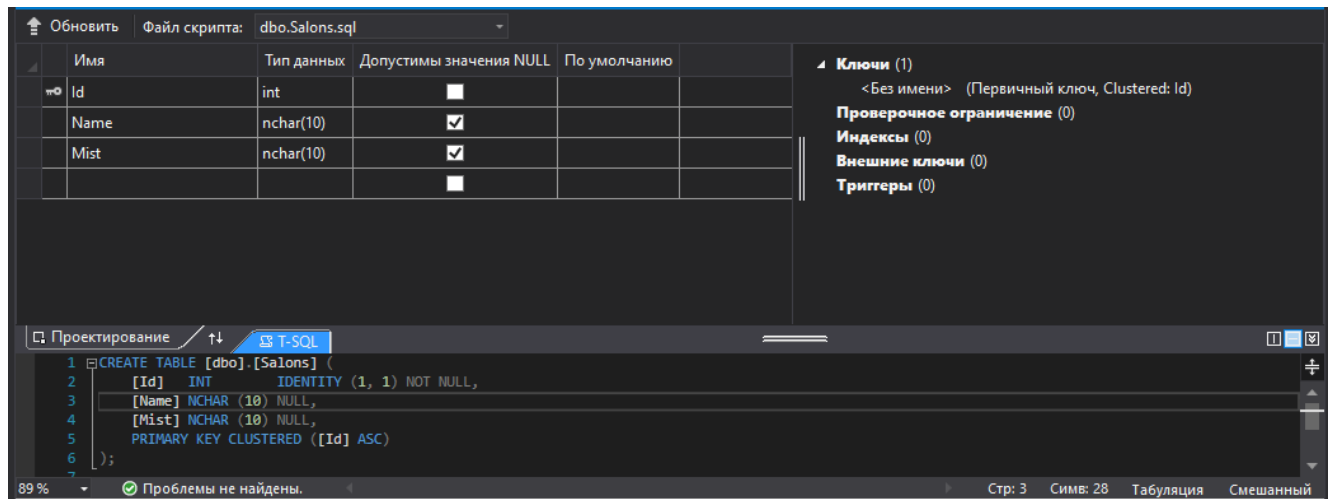 Обновить Файл скрипта: dbo.Salons.sql
Имя Тип данных Допустимы значения NULL По умолчанию
Id int
Name nchar(10)
Mist nchar(10)
Ключи (1)
<Без имени> (Первичный ключ, Clustered: Id)
Проверочное ограничение (0)
Индексы (0)
Внешние ключи (0)
Триггеры (0)
Проектирование T-SQL
1 CREATE TABLE [dbo].[Salons] (
2 [Id] INT IDENTITY (1, 1) NOT NULL,
3 [Name] NCHAR (10) NULL,
4 [Mist] NCHAR (10) NULL,
5 PRIMARY KEY CLUSTERED ([Id] ASC)
6 );
7
89 % Проблемы не найдены. Стр: 3 Симв: 28 Табуляция Смешанный